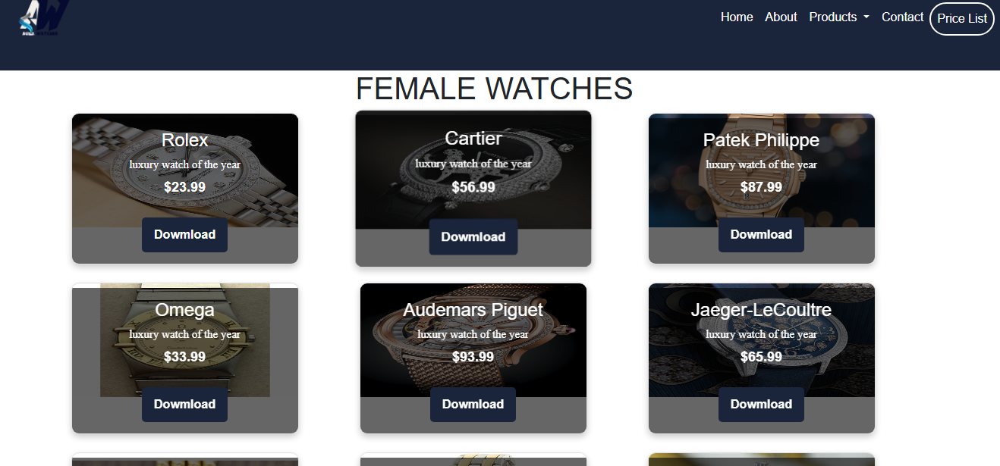 Home About Products Contact Price List
FEMALE WATCHES
Rolex
luxury watch of the year
$23.99
Dowmload
Cartier
luxury watch of the year
$56.99
Dowmload
Patek Philippe
luxury watch of the year
$87.99
Dowmload
Omega
luxury watch of the year
$33.99
Dowmload
Audemars Piguet
luxury watch of the year
$93.99
Dowmload
Jaeger-LeCoultre
luxury watch of the year
$65.99
Dowmload